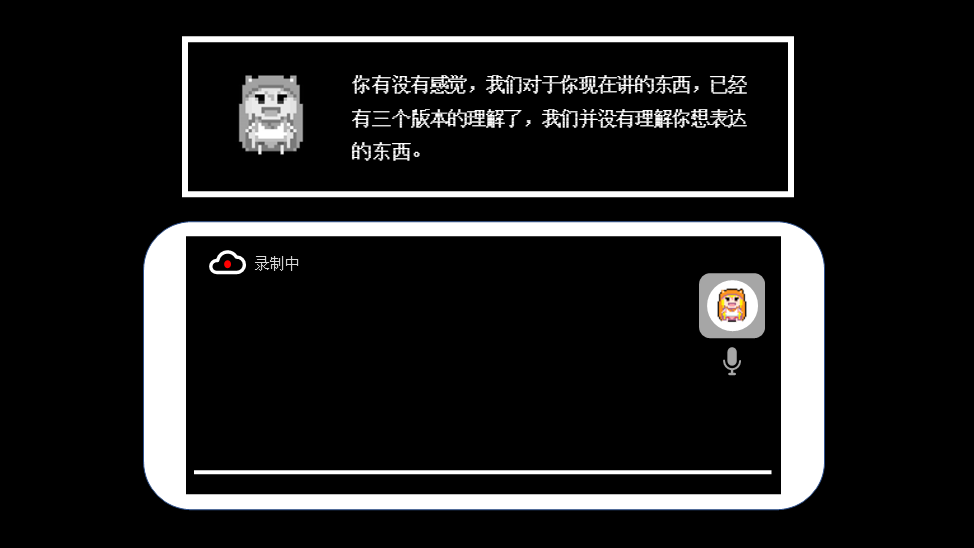 你有没有感觉，我们对于你现在讲的东西，已经
有三个版本的理解了，我们并没有理解你想表达
的东西。
录制中